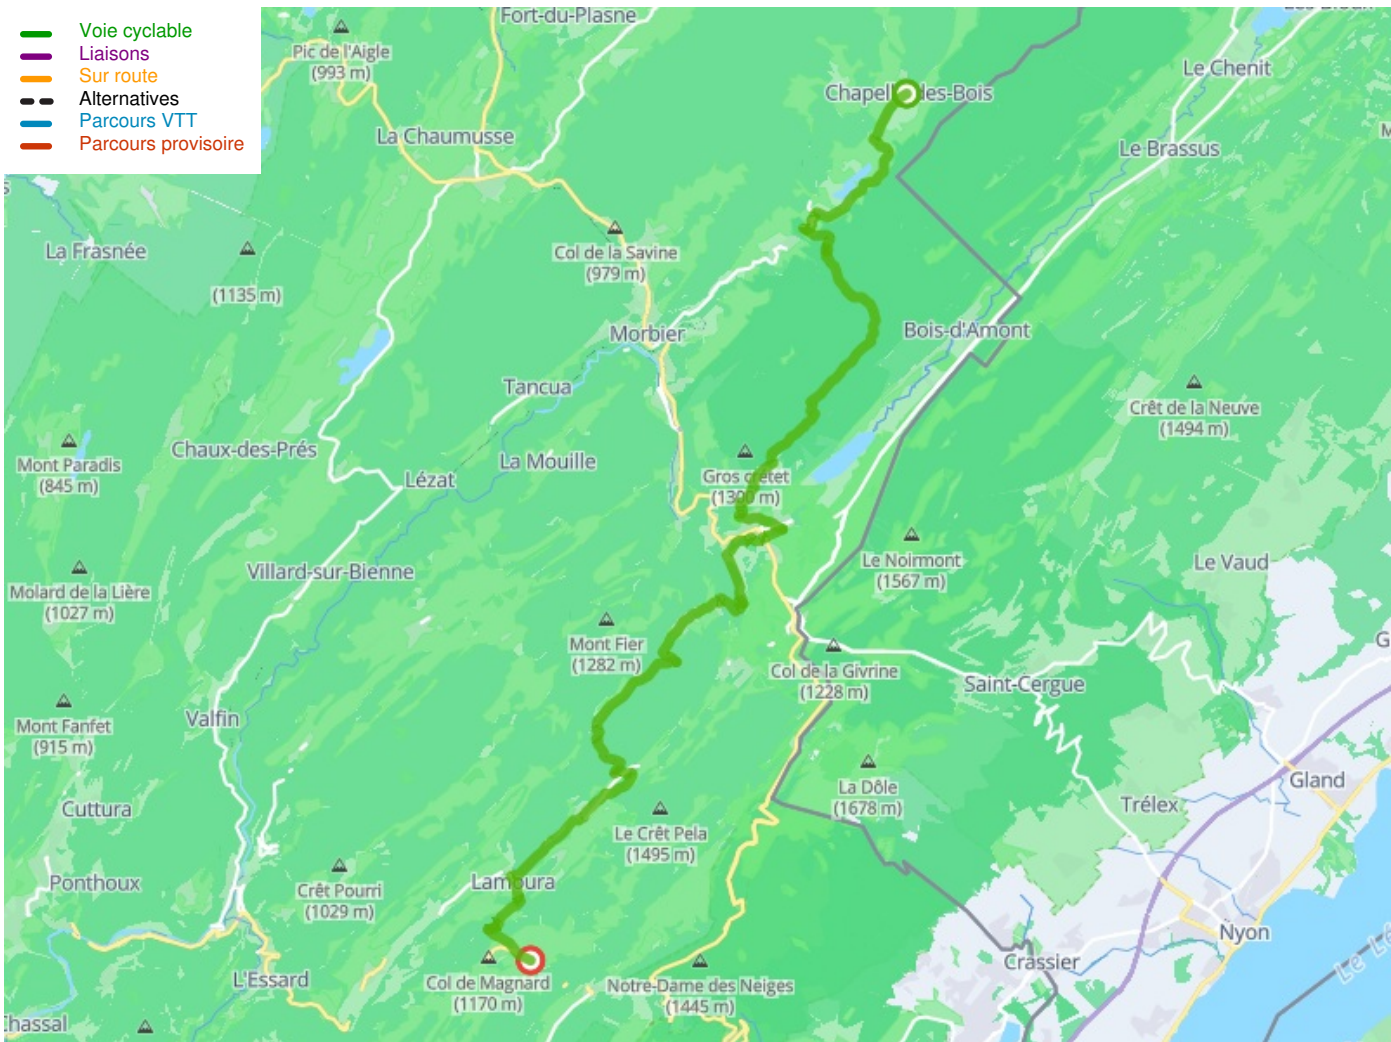 Voie cyclable
Liaisons
Sur route
Alternatives
Parcours VTT
Parcours provisoire
Fort-du-Plasne
Pic de l'Aigle
(993 m)
Le Chenit
Chapelle-des-Bois
La Chaumusse
Le Brassus
La Frasnée
Col de la Savine
(979 m)
(1135 m)
Morbier
Bois-d'Amont
Tancua
Crêt de la Neuve
(1494 m)
Chaux-des-Prés
La Mouille
Mont Paradis
(845 m)
Lézat
Gros crétet
(1300 m)
Le Noirmont
(1567 m)
Le Vaud
Villard-sur-Bienne
Molard de la Lière
(1027 m)
Mont Fier
(1282 m)
Col de la Givrine
(1228 m)
Saint-Cergue
Valfin
Mont Fanfet
(915 m)
La Dôle
(1678 m)
Gland
Trélex
Cuttura
Le Crêt Pela
(1495 m)
Ponthoux
Crêt Pourri
(1029 m)
Lamoura
Nyon
Crassier
L'Essard
Col de Magnard
(1170 m)
Notre-Dame des Neiges
(1445 m)
Chassal